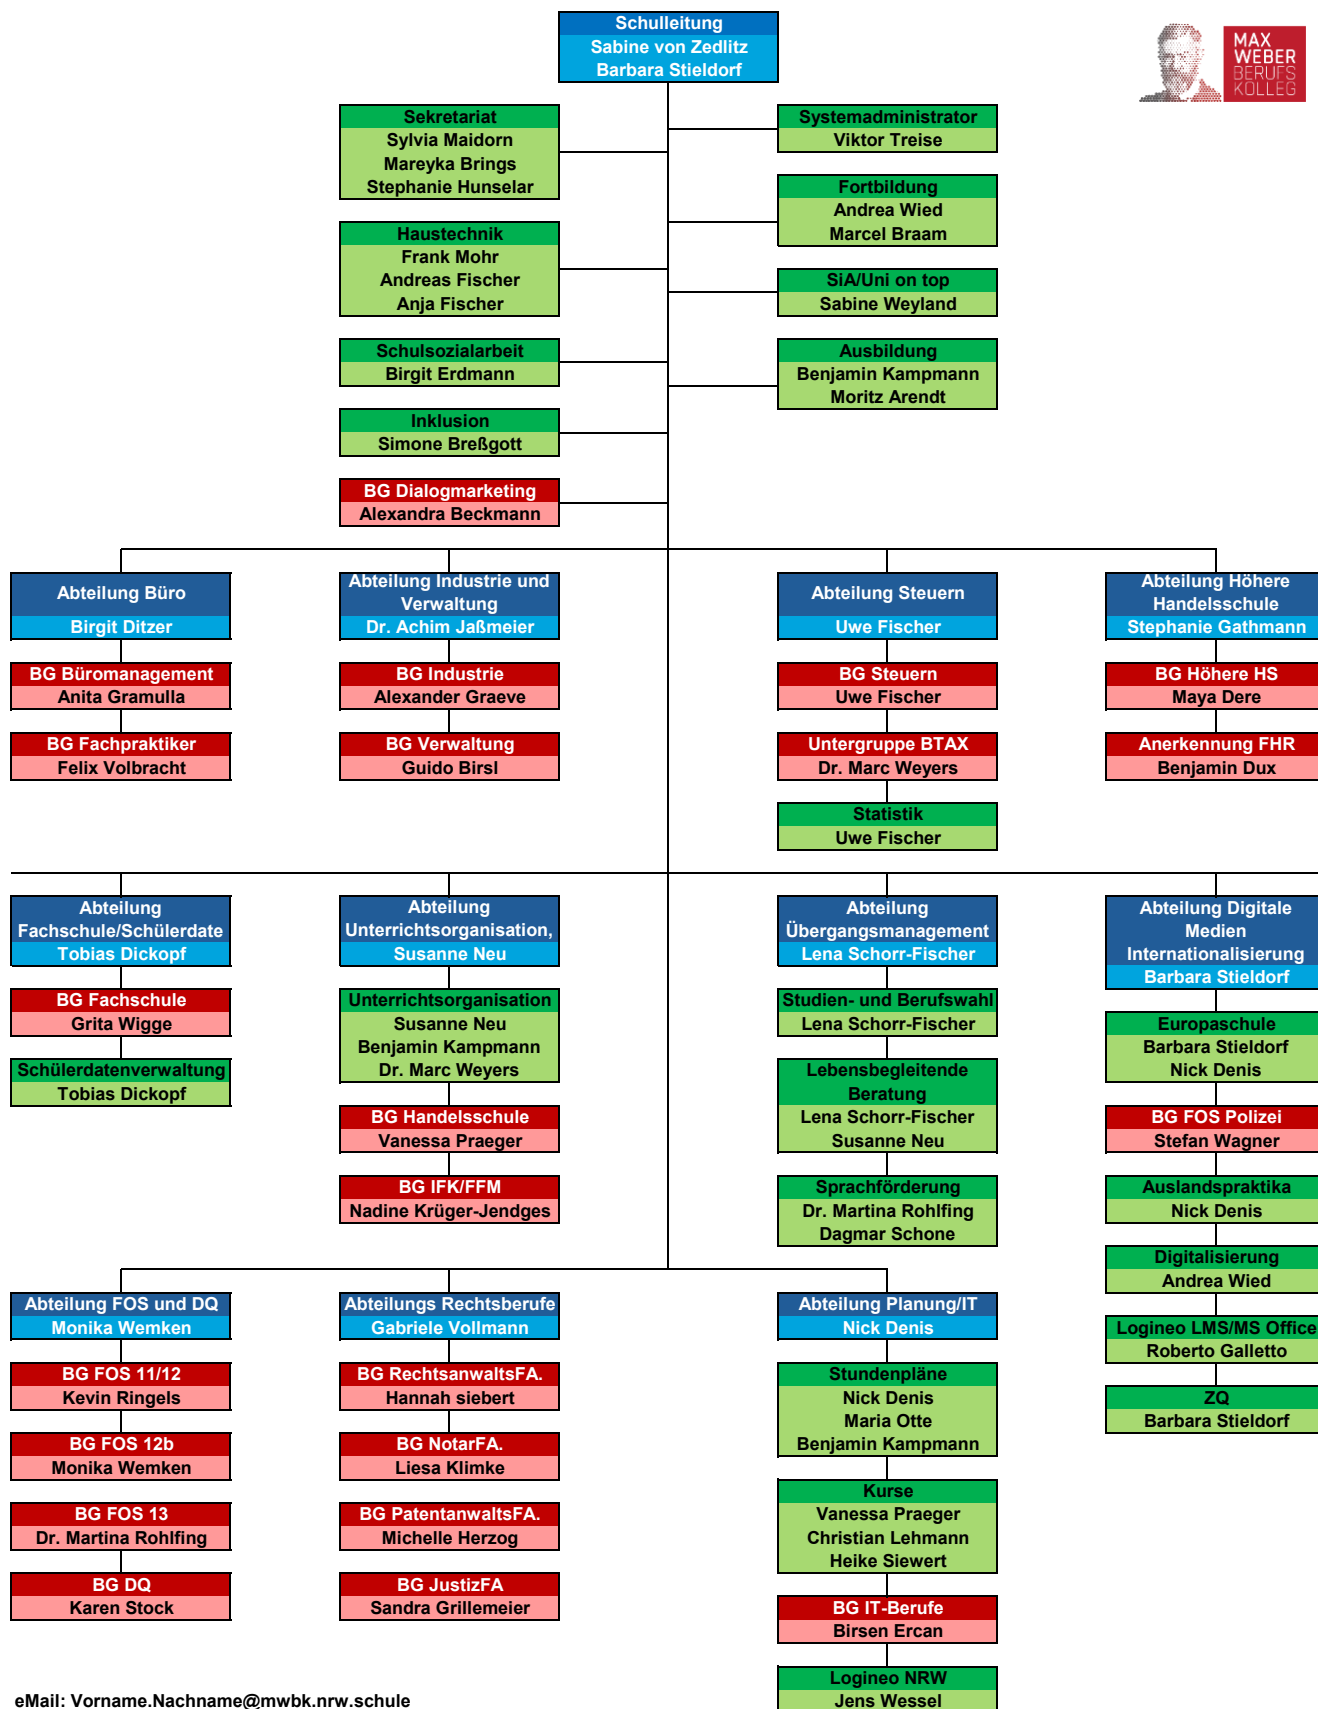 Schulleitung
Sabine von Zedlitz
Barbara Stieldorf
MAX
WEBER
BERUFS
KOLLEG
Sekretariat
Sylvia Maidorn
Mareyka Brings
Stephanie Hunselar
Systemadministrator
Viktor Treise
Fortbildung
Andrea Wied
Marcel Braam
Haustechnik
Frank Mohr
Andreas Fischer
Anja Fischer
SiA/Uni on top
Sabine Weyland
Schulsozialarbeit
Birgit Erdmann
Ausbildung
Benjamin Kampmann
Moritz Arendt
Inklusion
Simone Breßgott
BG Dialogmarketing
Alexandra Beckmann
Abteilung Büro
Birgit Ditzer
BG Büromanagement
Anita Gramulla
BG Fachpraktiker
Felix Volbracht
Abteilung Industrie und
Verwaltung
Dr. Achim Jaßmeier
BG Industrie
Alexander Graeve
BG Verwaltung
Guido Birsl
Abteilung Steuern
Uwe Fischer
BG Steuern
Uwe Fischer
Untergruppe BTAX
Dr. Marc Weyers
Statistik
Uwe Fischer
Abteilung Höhere
Handelsschule
Stephanie Gathmann
BG Höhere HS
Maya Dere
Anerkennung FHR
Benjamin Dux
Abteilung
Fachschule/Schülerdate
Tobias Dickopf
BG Fachschule
Grita Wigge
Schülerdatenverwaltung
Tobias Dickopf
Abteilung
Unterrichtsorganisation,
Susanne Neu
Unterrichtsorganisation
Susanne Neu
Benjamin Kampmann
Dr. Marc Weyers
BG Handelsschule
Vanessa Praeger
BG IFK/FFM
Nadine Krüger-Jendges
Abteilung
Übergangsmanagement
Lena Schorr-Fischer
Studien- und Berufswahl
Lena Schorr-Fischer
Lebensbegleitende
Beratung
Lena Schorr-Fischer
Susanne Neu
Sprachförderung
Dr. Martina Rohlfing
Dagmar Schone
Abteilung Digitale
Medien
Internationalisierung
Barbara Stieldorf
Europaschule
Barbara Stieldorf
Nick Denis
BG FOS Polizei
Stefan Wagner
Auslandspraktika
Nick Denis
Digitalisierung
Andrea Wied
Logineo LMS/MS Office
Roberto Galletto
ZQ
Barbara Stieldorf
Abteilung FOS und DQ
Monika Wemken
BG FOS 11/12
Kevin Ringels
BG FOS 12b
Monika Wemken
BG FOS 13
Dr. Martina Rohlfing
BG DQ
Karen Stock
Abteilungs Rechtsberufe
Gabriele Vollmann
BG RechtsanwaltsFA.
Hannah siebert
BG NotarFA.
Liesa Klimke
BG PatentanwaltsFA.
Michelle Herzog
BG JustizFA
Sandra Grillemeier
Abteilung Planung/IT
Nick Denis
Stundenpläne
Nick Denis
Maria Otte
Benjamin Kampmann
Kurse
Vanessa Praeger
Christian Lehmann
Heike Siewert
BG IT-Berufe
Birsen Ercan
Logineo NRW
Jens Wessel
eMail: Vorname.Nachname@mwbk.nrw.schule